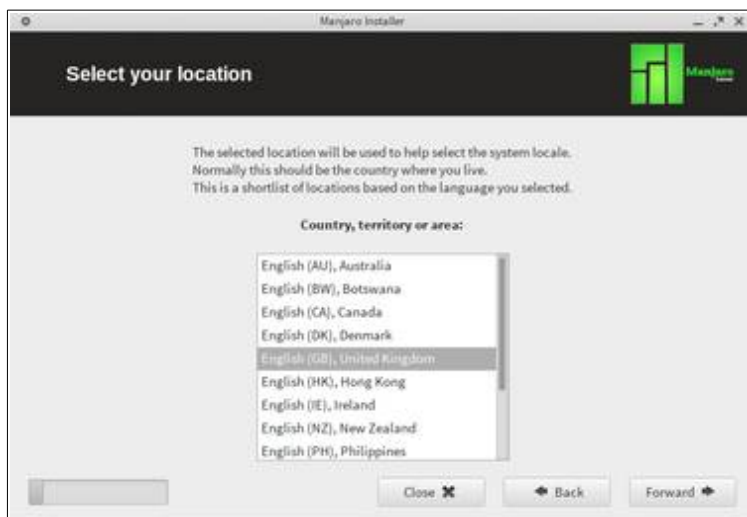 Manjaro Installer
Select your location
Manjaro
The selected location will be used to help select the system locale.
Normally this should be the country where you live.
This is a shortlist of locations based on the language you selected.
Country, territory or area:
English (AU), Australia
English (BW), Botswana
English (CA), Canada
English (DK), Denmark
English (GB), United Kingdom
English (HK), Hong Kong
English (IE), Ireland
English (NZ), New Zealand
English (PH), Philippines
Close
Back
Forward